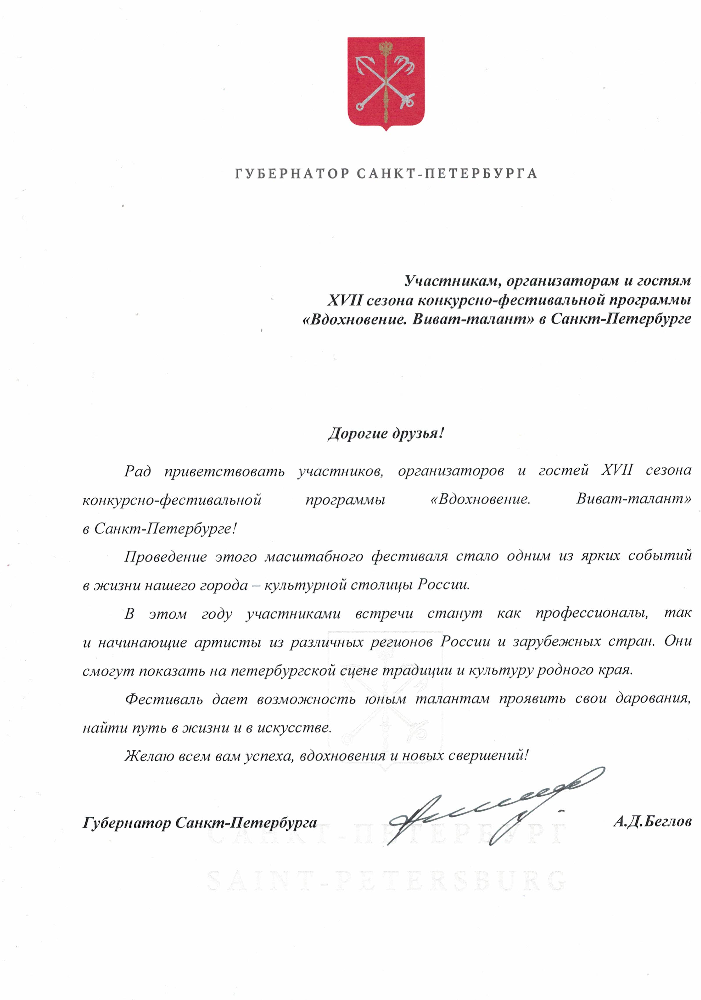 ГУБЕРНАТОР САНКТ-ПЕТЕРБУРГА
Участникам, организаторам и гостям
XVII сезона конкурсно-фестивальной программы
«Вдохновение. Виват-талант» в Санкт-Петербурге
Дорогие друзья!
Рад приветствовать участников, организаторов и гостей XVII сезона
конкурсно-фестивальной программы «Вдохновение. Виват-талант»
в Санкт-Петербурге!
Проведение этого масштабного фестиваля стало одним из ярких событий
в жизни нашего города – культурной столицы России.
В этом году участниками встречи станут как профессионалы, так
и начинающие артисты из различных регионов России и зарубежных стран. Они
смогут показать на петербургской сцене традиции и культуру родного края.
Фестиваль дает возможность юным талантам проявить свои дарования,
найти путь в жизни и в искусстве.
Желаю всем вам успеха, вдохновения и новых свершений!
Губернатор Санкт-Петербурга А.Д.Беглов
САНКТ-ПЕТЕРБУРГ
SAINT-PETERSBURG